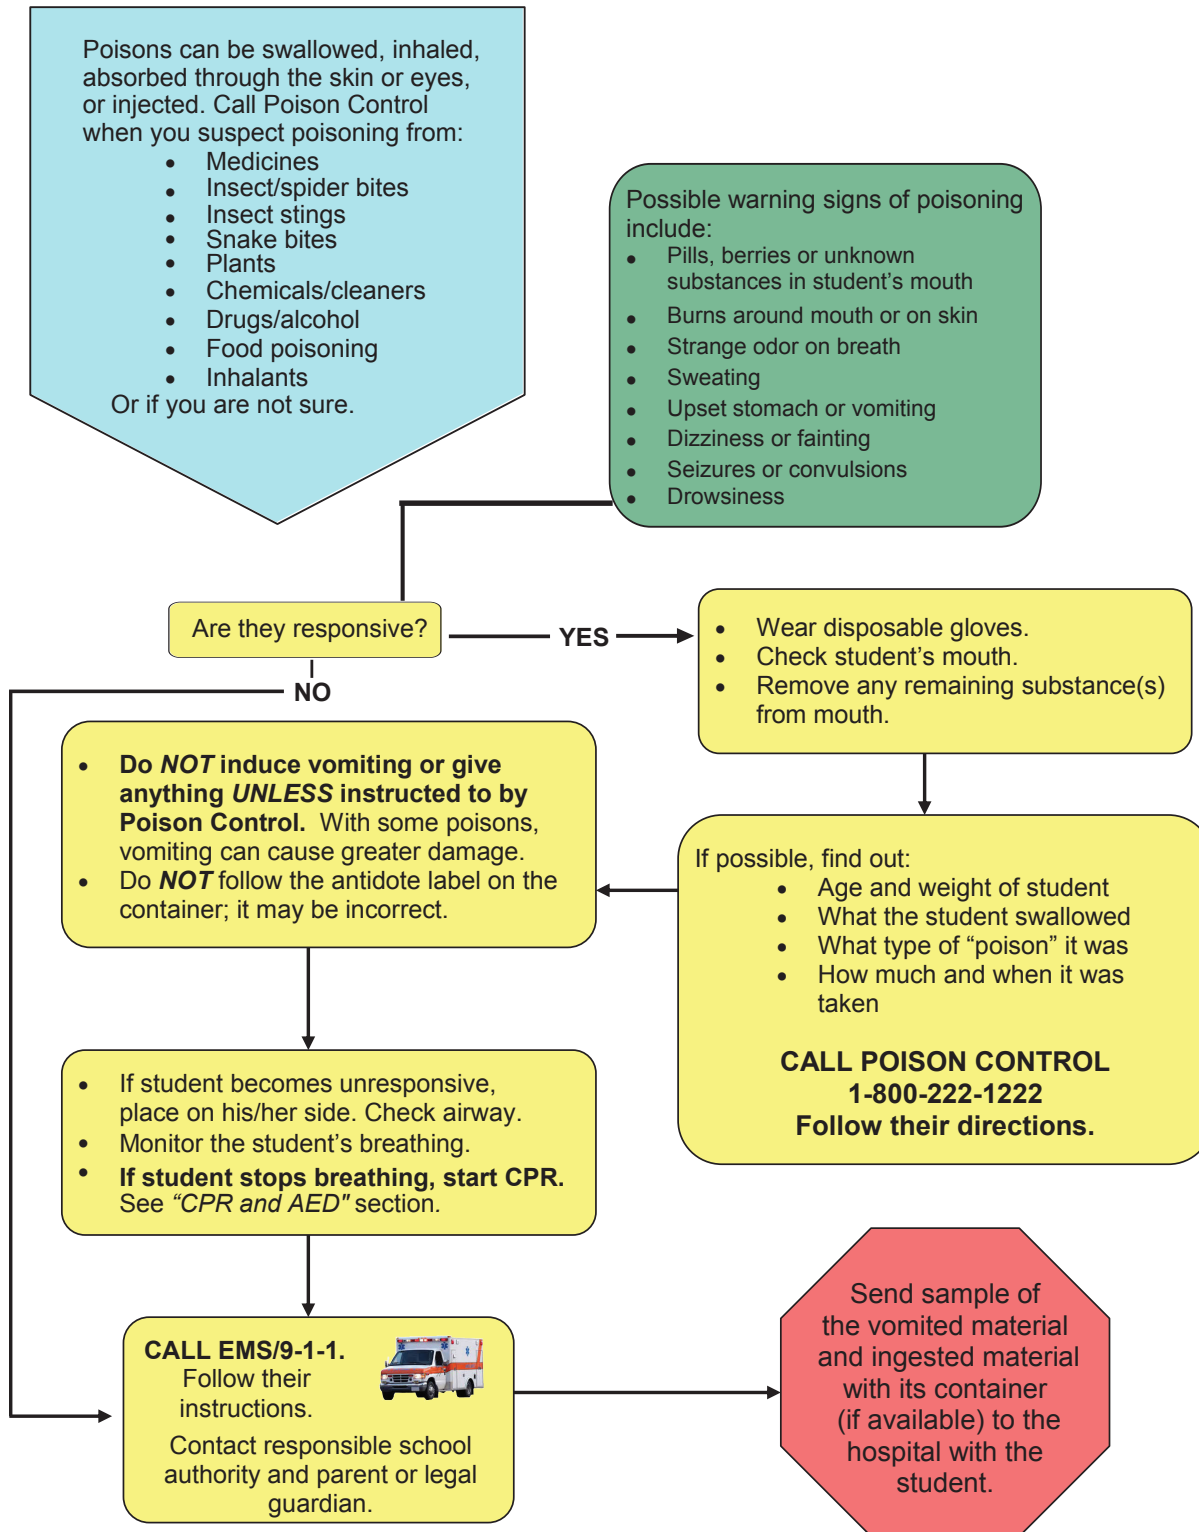 Poisons can be swallowed, inhaled,
absorbed through the skin or eyes,
or injected. Call Poison Control
when you suspect poisoning from:
• Medicines
• Insect/spider bites
• Insect stings
• Snake bites
• Plants
• Chemicals/cleaners
• Drugs/alcohol
• Food poisoning
• Inhalants
Or if you are not sure.
Possible warning signs of poisoning
include:
• Pills, berries or unknown
substances in student’s mouth
• Burns around mouth or on skin
• Strange odor on breath
• Sweating
• Upset stomach or vomiting
• Dizziness or fainting
• Seizures or convulsions
• Drowsiness
Are they responsive?
YES
NO
• Wear disposable gloves.
• Check student’s mouth.
• Remove any remaining substance(s)
from mouth.
If possible, find out:
• Age and weight of student
• What the student swallowed
• What type of “poison” it was
• How much and when it was
taken
CALL POISON CONTROL
1-800-222-1222
Follow their directions.
• Do NOT induce vomiting or give
anything UNLESS instructed to by
Poison Control. With some poisons,
vomiting can cause greater damage.
• Do NOT follow the antidote label on the
container; it may be incorrect.
• If student becomes unresponsive,
place on his/her side. Check airway.
• Monitor the student’s breathing.
• If student stops breathing, start CPR.
See “CPR and AED" section.
CALL EMS/9-1-1.
Follow their
instructions.
Contact responsible school
authority and parent or legal
guardian.
Send sample of
the vomited material
and ingested material
with its container
(if available) to the
hospital with the
student.